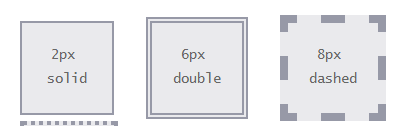 2px
solid
6px
double
8px
dashed